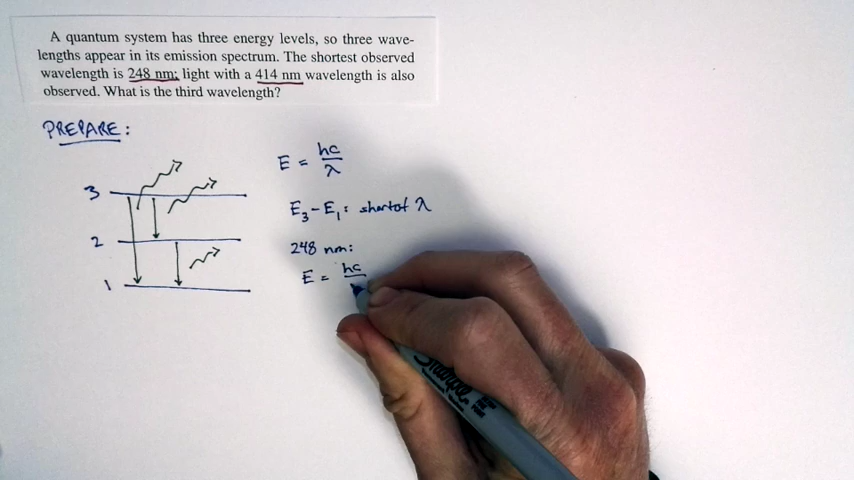 A quantum system has three energy levels, so three wave-
lengths appear in its emission spectrum. The shortest observed
wavelength is 248 nm; light with a 414 nm wavelength is also
observed. What is the third wavelength?
PREPARE:
E = hc/λ
3
E₃-E₁: shortest λ
2
248 nm:
E = hc
1
Sharpie